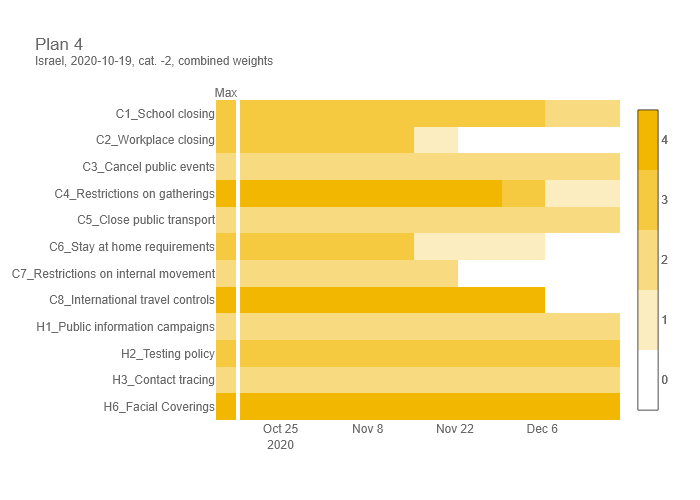 Plan 4
Israel, 2020-10-19, cat. -2, combined weights
Max
C1_School closing
C2_Workplace closing
C3_Cancel public events
C4_Restrictions on gatherings
C5_Close public transport
C6_Stay at home requirements
C7_Restrictions on internal movement
C8_International travel controls
H1_Public information campaigns
H2_Testing policy
H3_Contact tracing
H6_Facial Coverings
Oct 25 Nov 8 Nov 22 Dec 6
2020
4
3
2
1
0